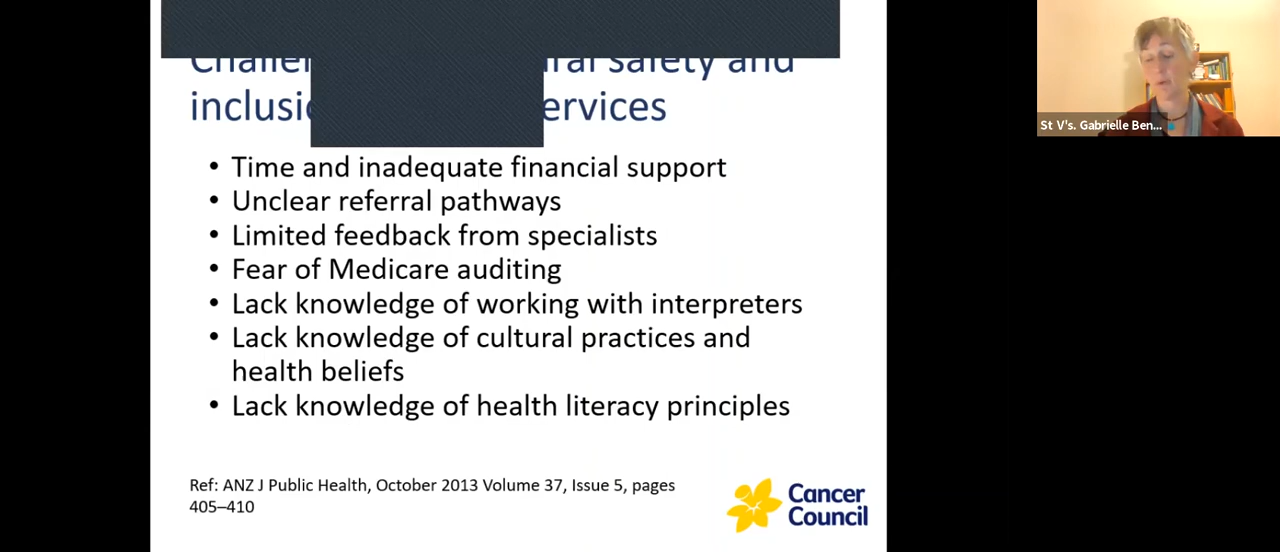 and
inclusi ervices
• Time and inadequate financial support
• Unclear referral pathways
• Limited feedback from specialists
• Fear of Medicare auditing
• Lack knowledge of working with interpreters
• Lack knowledge of cultural practices and
health beliefs
• Lack knowledge of health literacy principles
Ref: ANZ J Public Health, October 2013 Volume 37, Issue 5, pages
405–410
Cancer
Council
St V's. Gabrielle Ben...